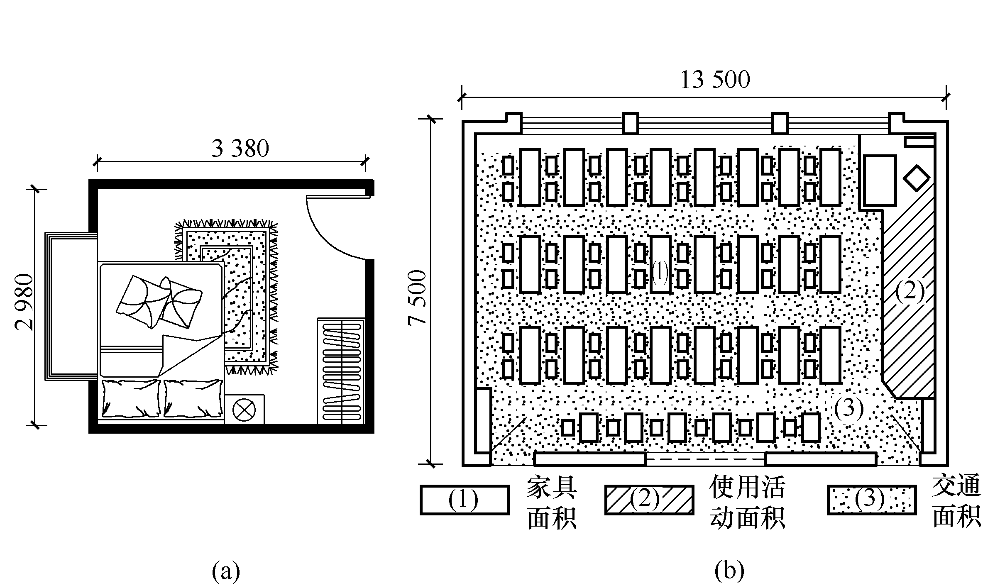 13 500
3 380
2 980
7 500
(1)
(2)
(3)
(1)
家具
面积
(2)
使用活
动面积
(3)
交通
面积
(a)
(b)